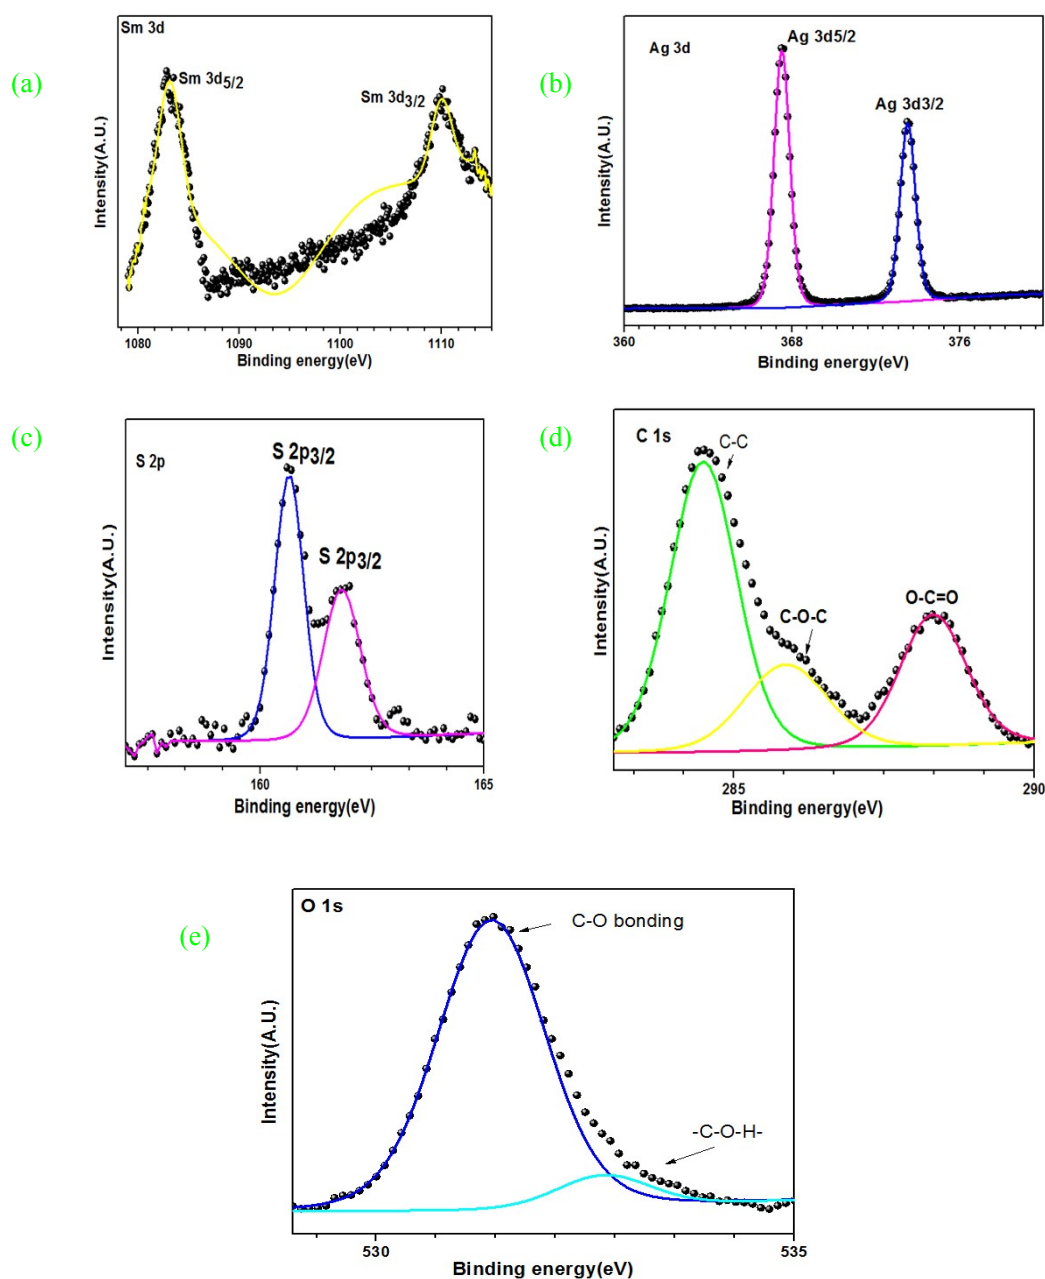 (a)
Sm 3d
Sm 3d5/2
Sm 3d3/2
Intensity(A.U.)
1080 1090 1100 1110
Binding energy(eV)
(b)
Ag 3d
Ag 3d5/2
Ag 3d3/2
Intensity(A.U.)
360 368 376
Binding energy(eV)
(c)
S 2p
S 2p3/2
S 2p3/2
Intensity(A.U.)
160 165
Binding energy(eV)
(d)
C 1s
C-C
C-O-C
O-C=O
Intensity(A.U.)
285 290
Binding energy(eV)
(e)
O 1s
C-O bonding
-C-O-H-
Intensity(A.U.)
530 535
Binding energy(eV)